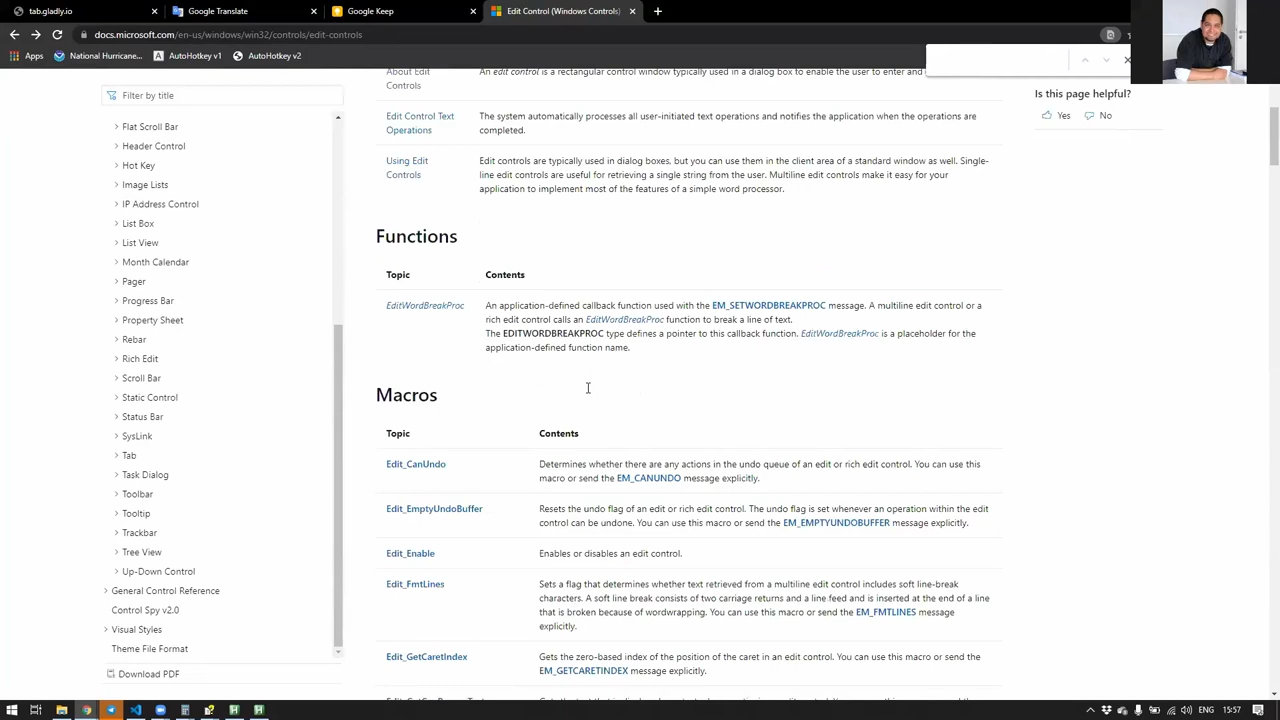 tab.gladly.io
Google Translate
Google Keep
Edit Control (Windows Controls)
docs.microsoft.com/en-us/windows/win32/controls/edit-controls
Apps
National Hurricane...
AutoHotkey v1
AutoHotkey v2
Filter by title
Flat Scroll Bar
Header Control
Hot Key
Image Lists
IP Address Control
List Box
List View
Month Calendar
Pager
Progress Bar
Property Sheet
Rebar
Rich Edit
Scroll Bar
Static Control
Status Bar
SysLink
Tab
Task Dialog
Toolbar
Tooltip
Trackbar
Tree View
Up-Down Control
General Control Reference
Control Spy v2.0
Visual Styles
Theme File Format
Download PDF
About Edit
Controls
An edit control is a rectangular control window typically used in a dialog box to enable the user to enter and
Edit Control Text
Operations
The system automatically processes all user-initiated text operations and notifies the application when the operations are
completed.
Using Edit
Controls
Edit controls are typically used in dialog boxes, but you can use them in the client area of a standard window as well. Single-
line edit controls are useful for retrieving a single string from the user. Multiline edit controls make it easy for your
application to implement most of the features of a simple word processor.
Functions
Topic
Contents
EditWordBreakProc
An application-defined callback function used with the EM_SETWORDBREAKPROC message. A multiline edit control or a
rich edit control calls an EditWordBreakProc function to break a line of text.
The EDITWORDBREAKPROC type defines a pointer to this callback function. EditWordBreakProc is a placeholder for the
application-defined function name.
Macros
Topic
Contents
Edit_CanUndo
Determines whether there are any actions in the undo queue of an edit or rich edit control. You can use this
macro or send the EM_CANUNDO message explicitly.
Edit_EmptyUndoBuffer
Resets the undo flag of an edit or rich edit control. The undo flag is set whenever an operation within the edit
control can be undone. You can use this macro or send the EM_EMPTYUNDOBUFFER message explicitly.
Edit_Enable
Enables or disables an edit control.
Edit_FmtLines
Sets a flag that determines whether text retrieved from a multiline edit control includes soft line-break
characters. A soft line break consists of two carriage returns and a line feed and is inserted at the end of a line
that is broken because of wordwrapping. You can use this macro or send the EM_FMTLINES message
explicitly.
Edit_GetCaretIndex
Gets the zero-based index of the position of the caret in an edit control. You can use this macro or send the
EM_GETCARETINDEX message explicitly.
Is this page helpful?
Yes
No
ENG
15:57